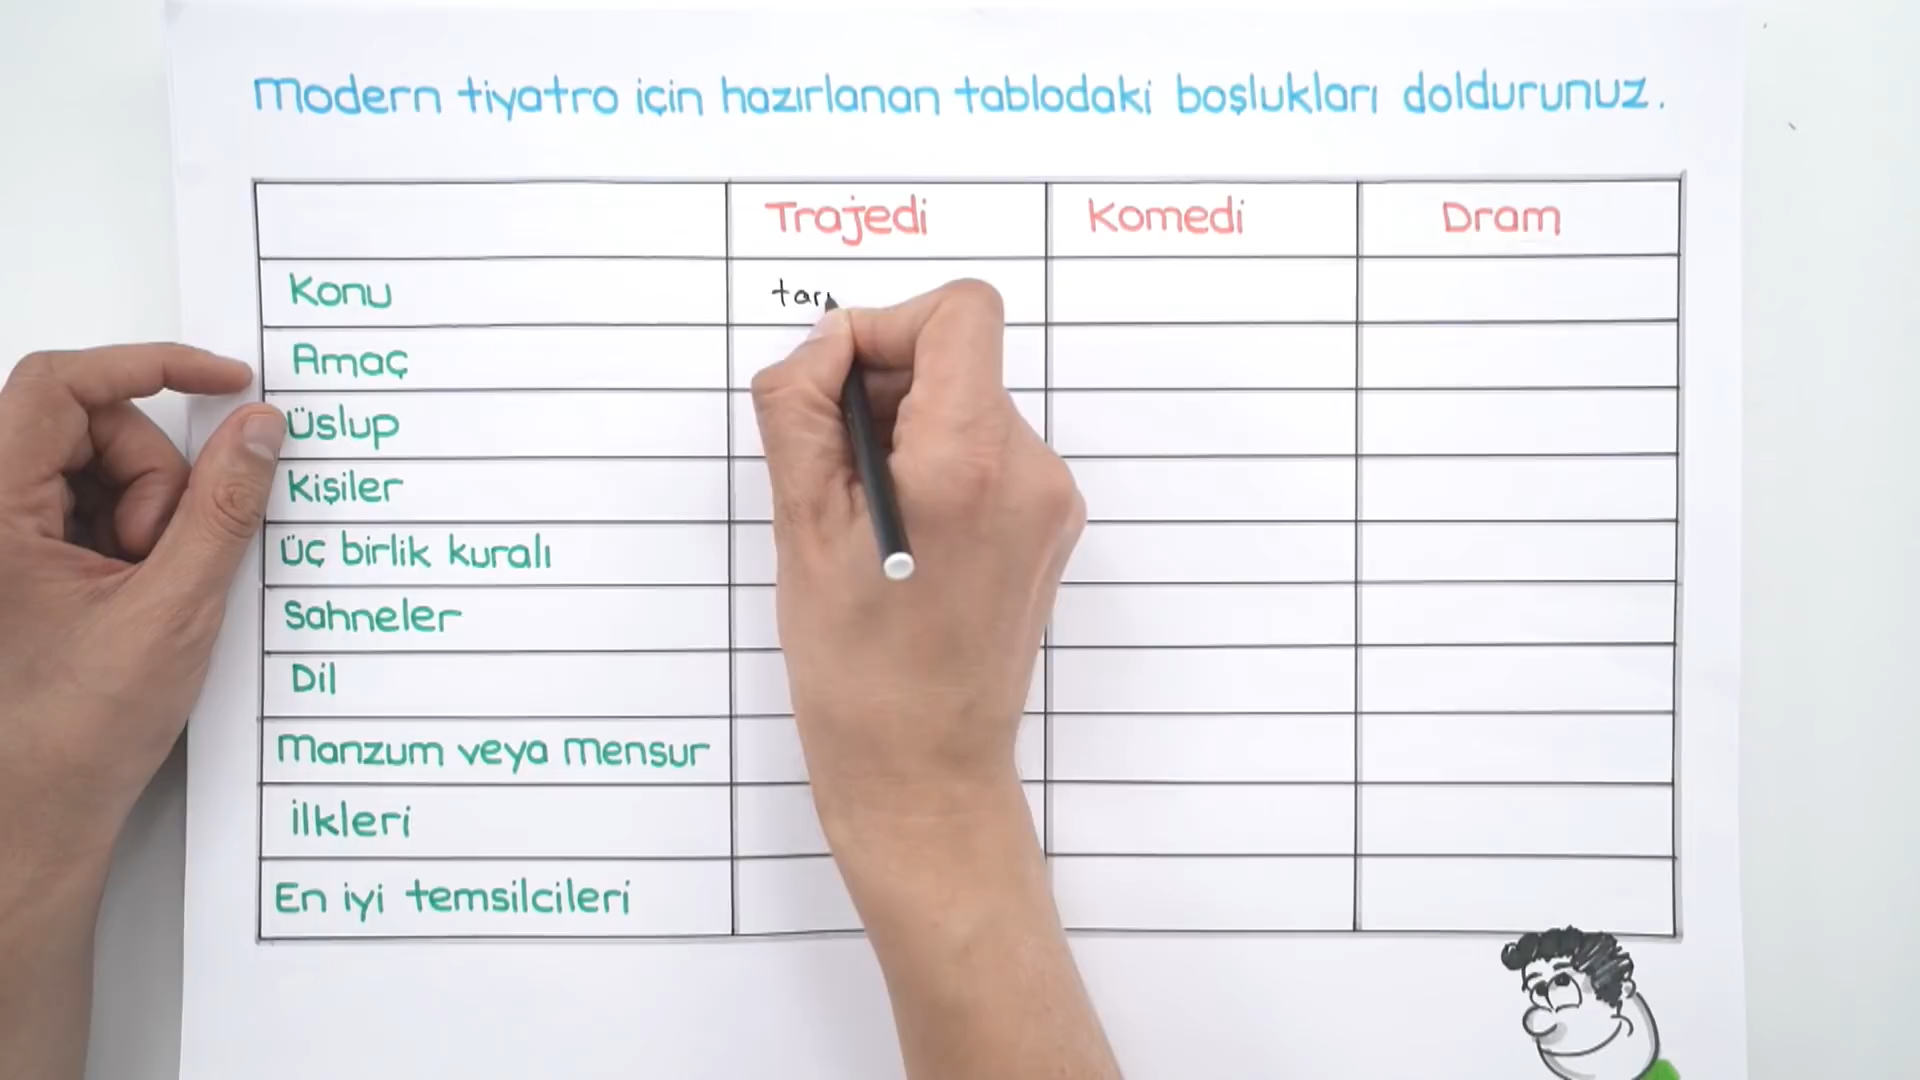 Modern tiyatro için hazırlanan tablodaki boşlukları doldurunuz.
Trajedi Komedi Dram
Konu tarı
Amaç
Üslup
Kişiler
Üç birlik kuralı
Sahneler
Dil
Manzum veya Mensur
İlkleri
En iyi temsilcileri